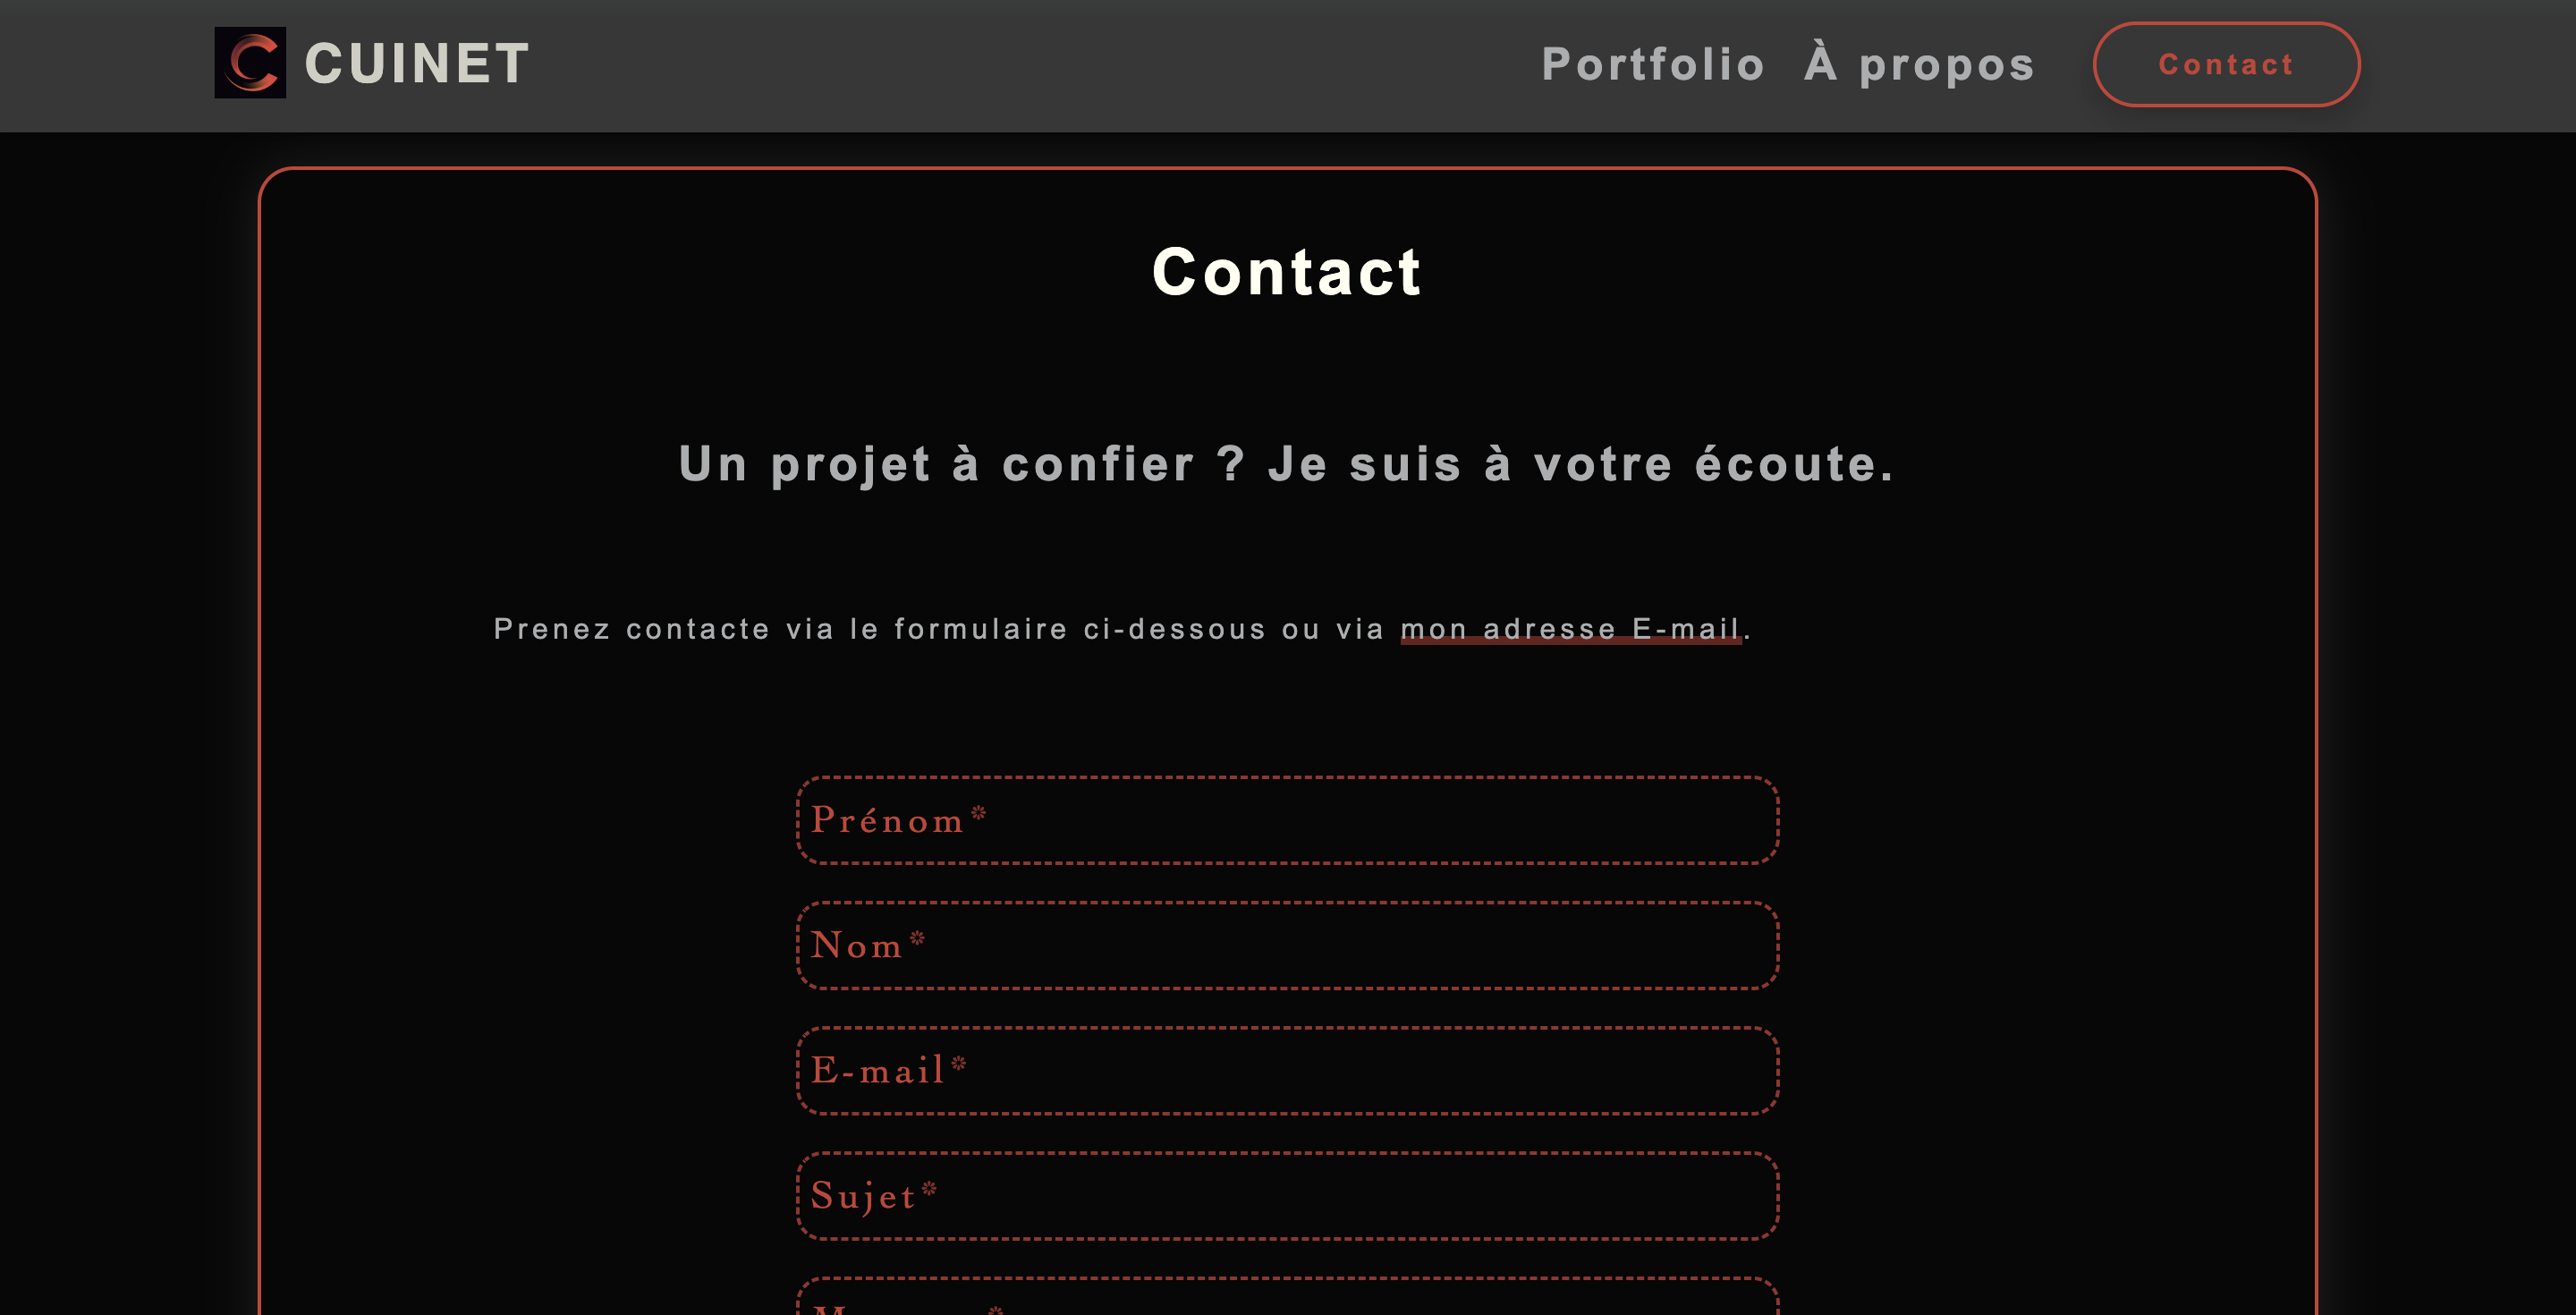 CUINET
Portfolio À propos Contact
Contact
Un projet à confier ? Je suis à votre écoute.
Prenez contacte via le formulaire ci-dessous ou via mon adresse E-mail.
Prénom*
Nom*
E-mail*
Sujet*